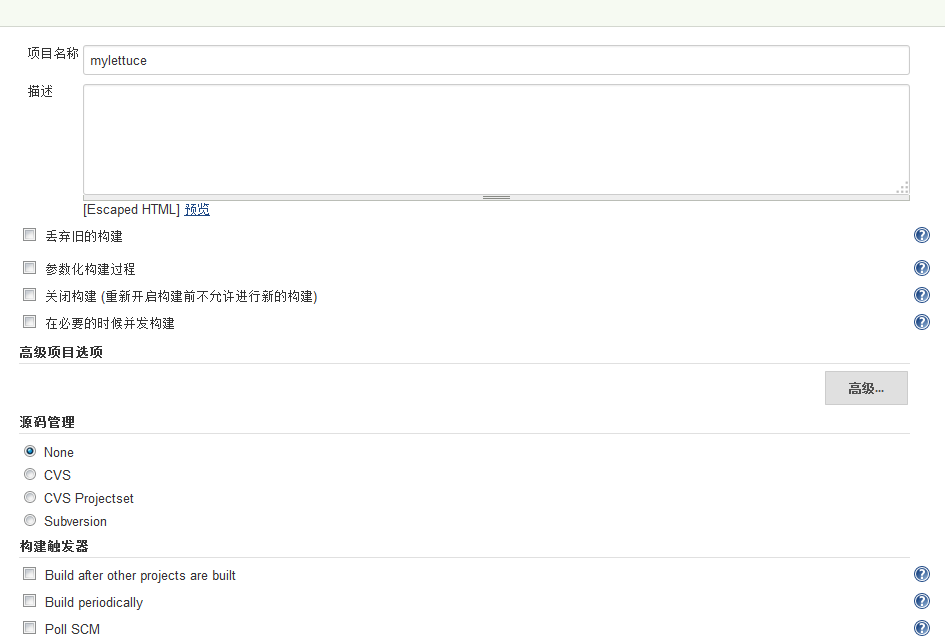 项目名称
mylettuce
描述
[Escaped HTML] 预览
丢弃旧的构建
参数化构建过程
关闭构建 (重新开启构建前不允许进行新的构建)
在必要的时候并发构建
高级项目选项
高级...
源码管理
None
CVS
CVS Projectset
Subversion
构建触发器
Build after other projects are built
Build periodically
Poll SCM